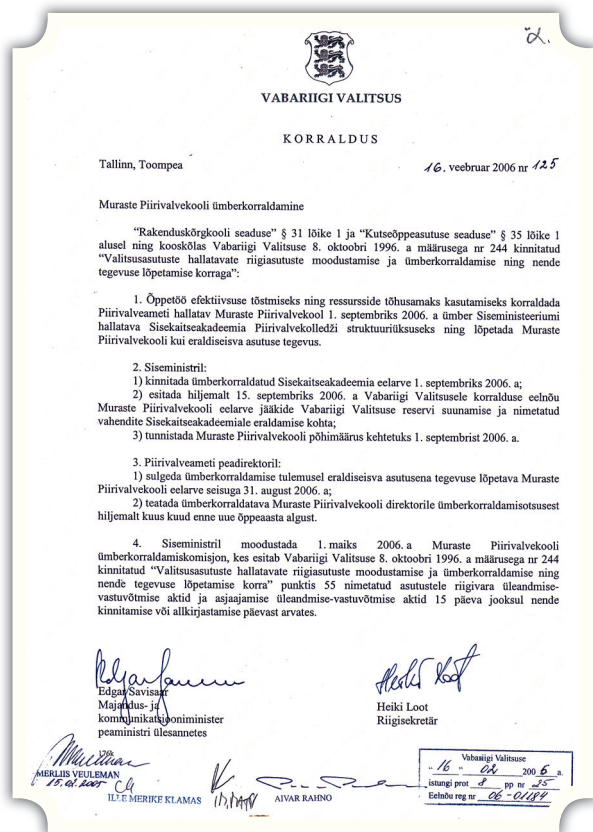 2.
VABARIIGI VALITSUS
KORRALDUS
Tallinn, Toompea 16. veebruar 2006 nr 125
Muraste Piirivalvekooli ümberkorraldamine
“Rakenduskõrgkooli seaduse” § 31 lõike 1 ja “Kutseõppeasutuse seaduse” § 35 lõike 1
alusel ning kooskõlas Vabariigi Valitsuse 8. oktoobri 1996. a määrusega nr 244 kinnitatud
“Valitsusasutuste hallatavate riigiasutuste moodustamise ja ümberkorraldamise ning nende
tegevuse lõpetamise korraga”:
1. Õppetöö efektiivsuse tõstmiseks ning ressursside tõhusamaks kasutamiseks korraldada
Piirivalveameti hallatav Muraste Piirivalvekool 1. septembriks 2006. a ümber Siseministeeriumi
hallatava Sisekaitseakadeemia Piirivalvekolledži struktuuriüksuseks ning lõpetada Muraste
Piirivalvekooli kui eraldiseisva asutuse tegevus.
2. Siseministril:
1) kinnitada ümberkorraldatud Sisekaitseakadeemia eelarve 1. septembriks 2006. a;
2) esitada hiljemalt 15. septembriks 2006. a Vabariigi Valitsusele korralduse eelnõu
Muraste Piirivalvekooli eelarve jääkide Vabariigi Valitsuse reservi suunamise ja nimetatud
vahendite Sisekaitseakadeemiale eraldamise kohta;
3) tunnistada Muraste Piirivalvekooli põhimäärus kehtetuks 1. septembrist 2006. a.
3. Piirivalveameti peadirektoril:
1) sulgeda ümberkorraldamise tulemusel eraldiseisva asutusena tegevuse lõpetava Muraste
Piirivalvekooli eelarve seisuga 31. august 2006. a;
2) teatada ümberkorraldatava Muraste Piirivalvekooli direktorile ümberkorraldamisotsusest
hiljemalt kuus kuud enne uue õppeaasta algust.
4. Siseministril moodustada 1. maiks 2006. a Muraste Piirivalvekooli
ümberkorraldamiskomisjon, kes esitab Vabariigi Valitsuse 8. oktoobri 1996. a määrusega nr 244
kinnitatud “Valitsusasutuste hallatavate riigiasutuste moodustamise ja ümberkorraldamise ning
nende tegevuse lõpetamise korra” punktis 55 nimetatud asutustele riigivara üleandmise-
vastuvõtmise aktid ja asjaajamise üleandmise-vastuvõtmise aktid 15 päeva jooksul nende
kinnitamise või allkirjastamise päevast arvates.
Edgar Savisaar
Majandus- ja
kommunikatsiooniminister
peaministri ülesannetes
Heiki Loot
Riigisekretär
MERLIIS VEULEMAN
ILLE MERIKE KLAMAS
AIVAR RAHNO
Vabariigi Valitsuse
"16" 02 2006 a.
istungi prot 8 pp nr 25
Eelnõu reg nr 06-01184